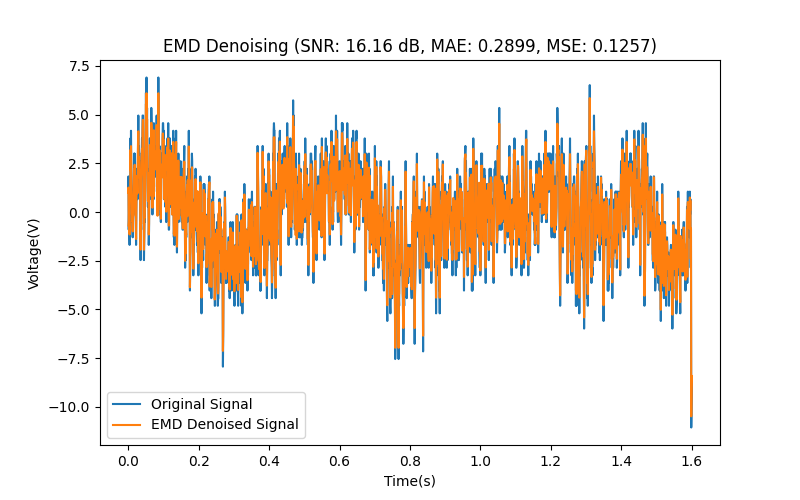 EMD Denoising (SNR: 16.16 dB, MAE: 0.2899, MSE: 0.1257)
7.5
5.0
2.5
0.0
−2.5
−5.0
−7.5
−10.0
Voltage(V)
Original Signal
EMD Denoised Signal
0.0 0.2 0.4 0.6 0.8 1.0 1.2 1.4 1.6
Time(s)